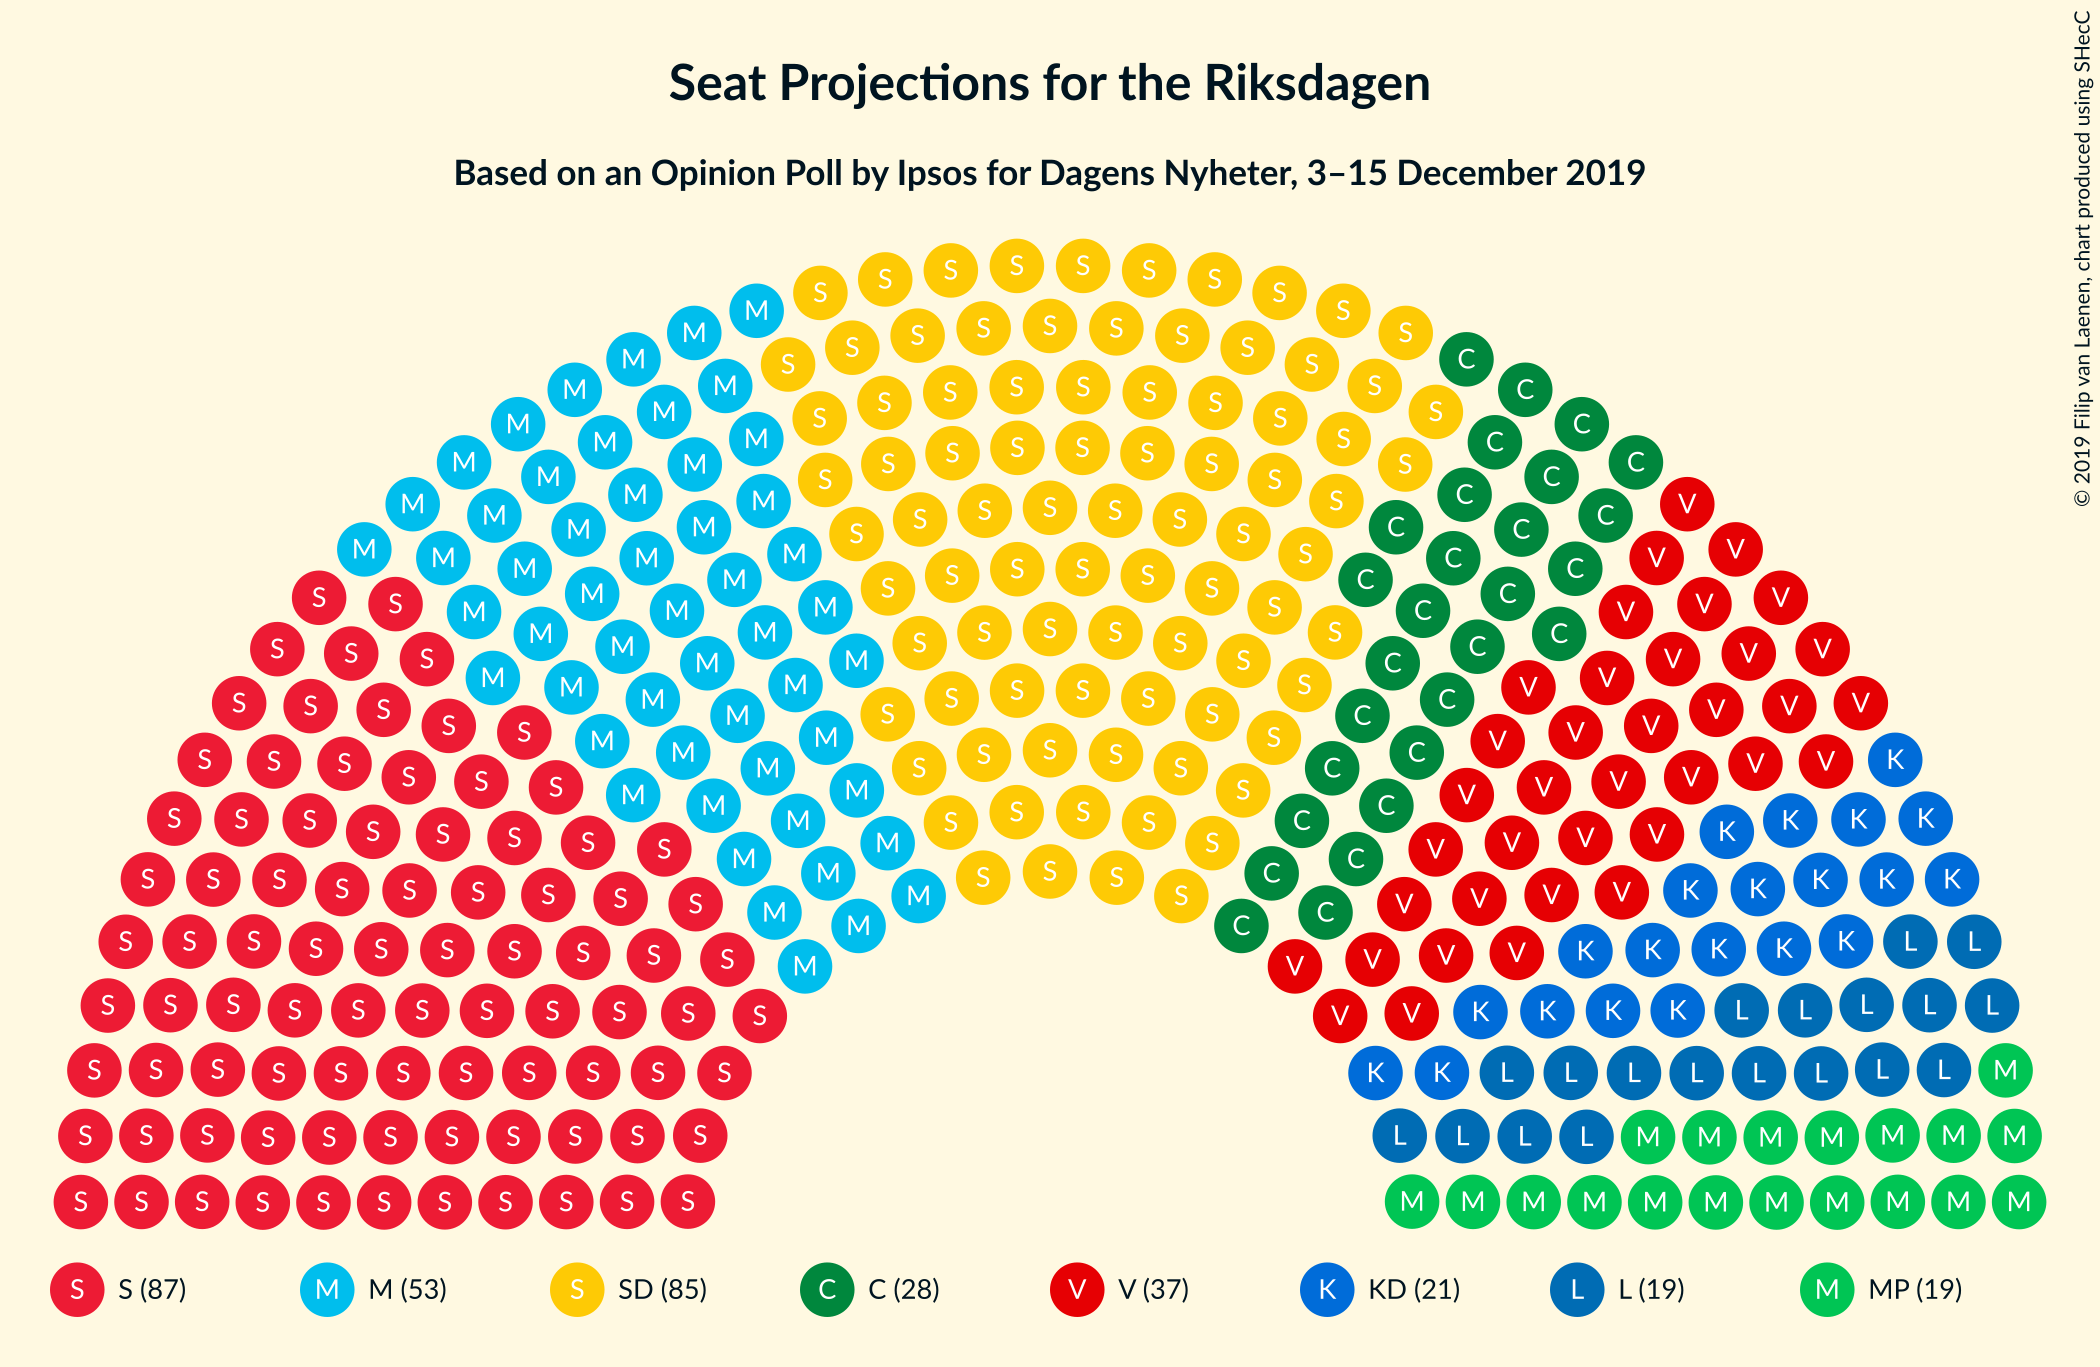 Seat Projections for the Riksdagen
Based on an Opinion Poll by Ipsos for Dagens Nyheter, 3–15 December 2019
© 2019 Filip van Laenen, chart produced using SHecC
S S (87)
M M (53)
S SD (85)
C C (28)
V V (37)
K KD (21)
L L (19)
M MP (19)